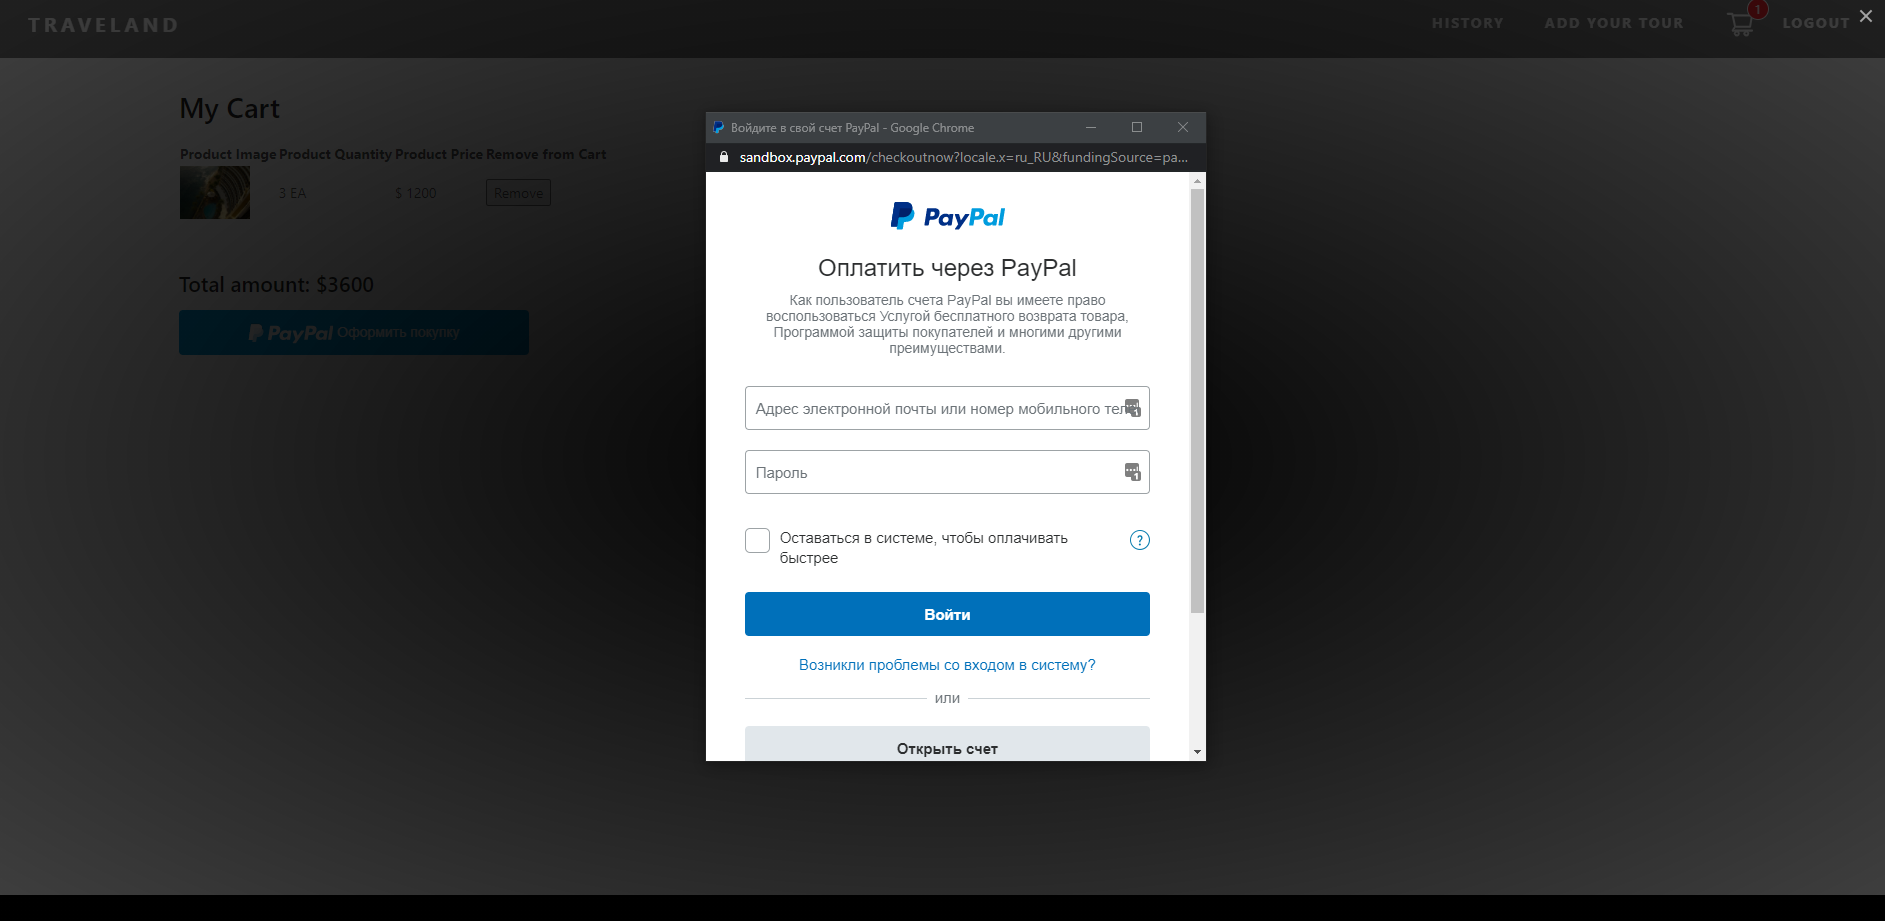 TRAVELAND
HISTORY
ADD YOUR TOUR
1
LOGOUT
My Cart
Product Image Product Quantity Product Price Remove from Cart
3 EA
$ 1200
Remove
Total amount: $3600
PayPal Оформить покупку
Войдите в свой счет PayPal - Google Chrome
sandbox.paypal.com/checkoutnow?locale.x=ru_RU&fundingSource=pa...
PayPal
Оплатить через PayPal
Как пользователь счета PayPal вы имеете право
воспользоваться Услугой бесплатного возврата товара,
Программой защиты покупателей и многими другими
преимуществами.
Адрес электронной почты или номер мобильного тел
1
Пароль
1
Оставаться в системе, чтобы оплачивать
быстрее
?
Войти
Возникли проблемы со входом в систему?
или
Открыть счет